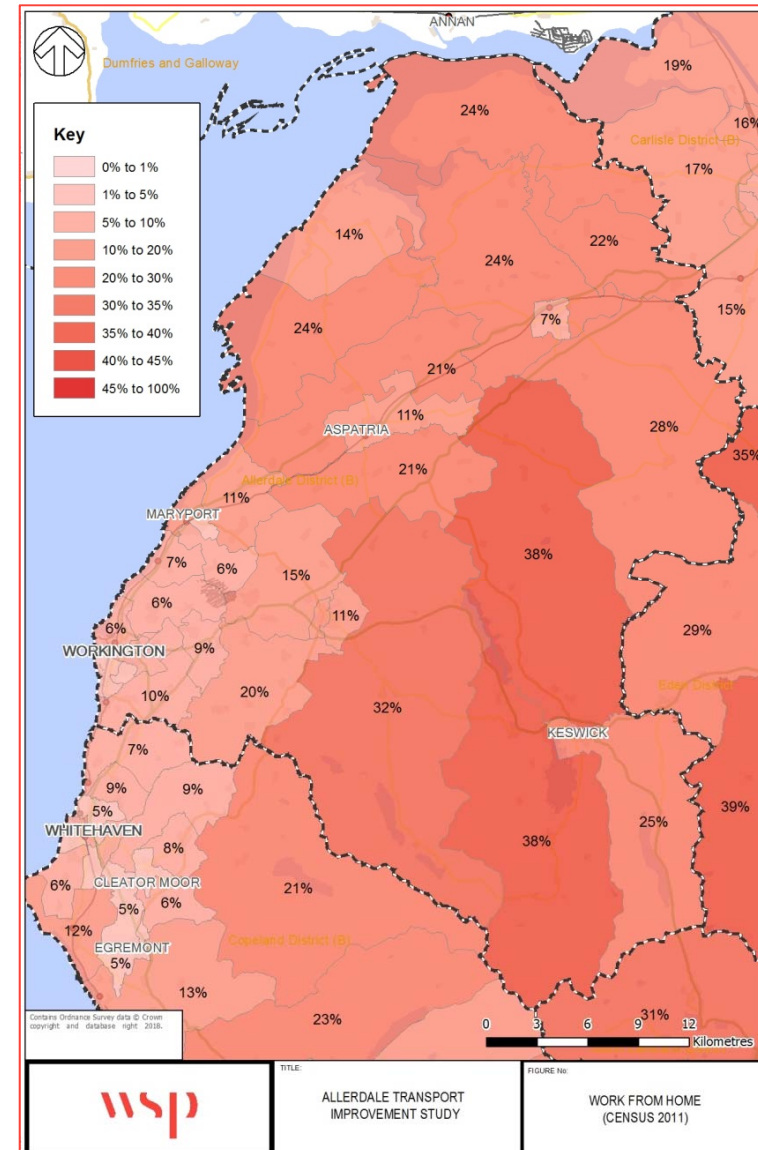 ANNAN
Dumfries and Galloway
19%
24%
16%
Key
Carlisle District (B)
0% to 1%
17%
1% to 5%
5% to 10%
10% to 20%
20% to 30%
30% to 35%
35% to 40%
40% to 45%
45% to 100%
14%
22%
24%
15%
7%
24%
21%
11%
ASPATRIA
28%
35%
21%
Allerdale District (B)
11%
MARYPORT
38%
7%
6%
15%
6%
11%
6%
29%
WORKINGTON
9%
10%
20%
Eden District
32%
KESWICK
7%
9%
9%
5%
39%
25%
WHITEHAVEN
8%
38%
6%
CLEATOR MOOR
21%
5%
6%
12%
Copeland District (B)
EGREMONT
5%
13%
23%
31%
Contains Ordnance Survey data © Crown
copyright and database right 2018.
0 3 6 9 12
Kilometres
wsp
TITLE:
ALLERDALE TRANSPORT
IMPROVEMENT STUDY
FIGURE No:
WORK FROM HOME
(CENSUS 2011)